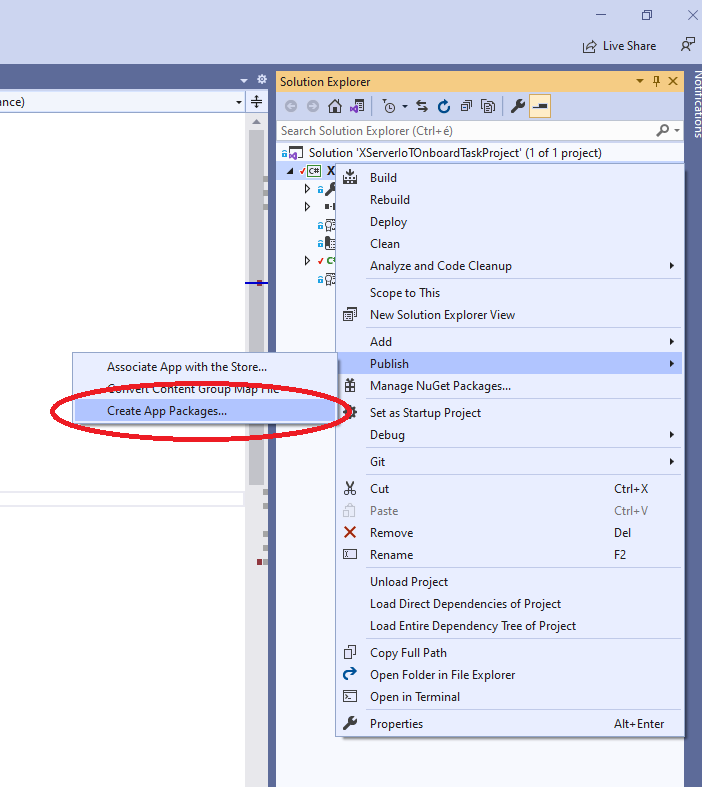 Live Share
Notifications
Solution Explorer
ance)
Search Solution Explorer (Ctrl+é)
Solution 'XServerIoTOnboardTaskProject' (1 of 1 project)
C# X
Build
Rebuild
Deploy
Clean
Analyze and Code Cleanup
Scope to This
New Solution Explorer View
Add
Publish
Manage NuGet Packages...
Set as Startup Project
Debug
Git
Cut Ctrl+X
Paste Ctrl+V
Remove Del
Rename F2
Unload Project
Load Direct Dependencies of Project
Load Entire Dependency Tree of Project
Copy Full Path
Open Folder in File Explorer
Open in Terminal
Properties Alt+Enter
Associate App with the Store...
Convert Content Group Map File
Create App Packages...